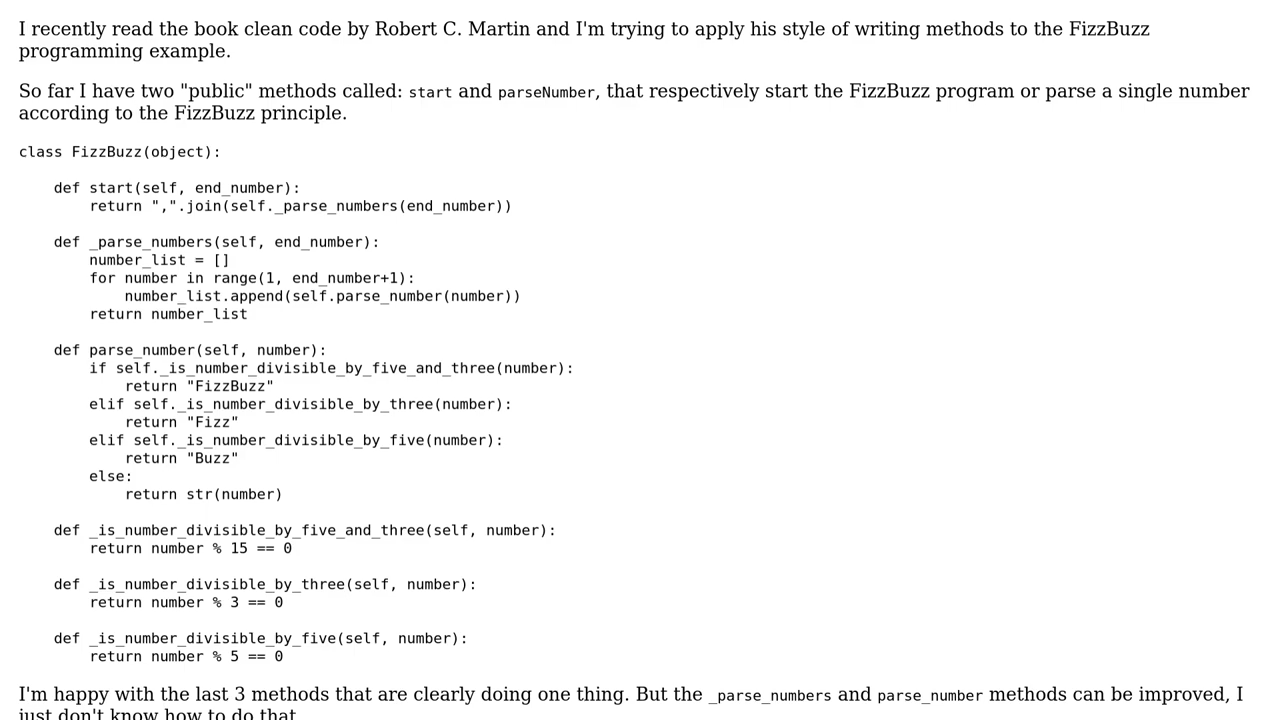 I recently read the book clean code by Robert C. Martin and I'm trying to apply his style of writing methods to the FizzBuzz
programming example.
So far I have two "public" methods called: start and parseNumber, that respectively start the FizzBuzz program or parse a single number
according to the FizzBuzz principle.
class FizzBuzz(object):
    def start(self, end_number):
        return ",".join(self._parse_numbers(end_number))
    def _parse_numbers(self, end_number):
        number_list = []
        for number in range(1, end_number+1):
            number_list.append(self.parse_number(number))
        return number_list
    def parse_number(self, number):
        if self._is_number_divisible_by_five_and_three(number):
            return "FizzBuzz"
        elif self._is_number_divisible_by_three(number):
            return "Fizz"
        elif self._is_number_divisible_by_five(number):
            return "Buzz"
        else:
            return str(number)
    def _is_number_divisible_by_five_and_three(self, number):
        return number % 15 == 0
    def _is_number_divisible_by_three(self, number):
        return number % 3 == 0
    def _is_number_divisible_by_five(self, number):
        return number % 5 == 0
I'm happy with the last 3 methods that are clearly doing one thing. But the _parse_numbers and parse_number methods can be improved, I
just don't know how to do that